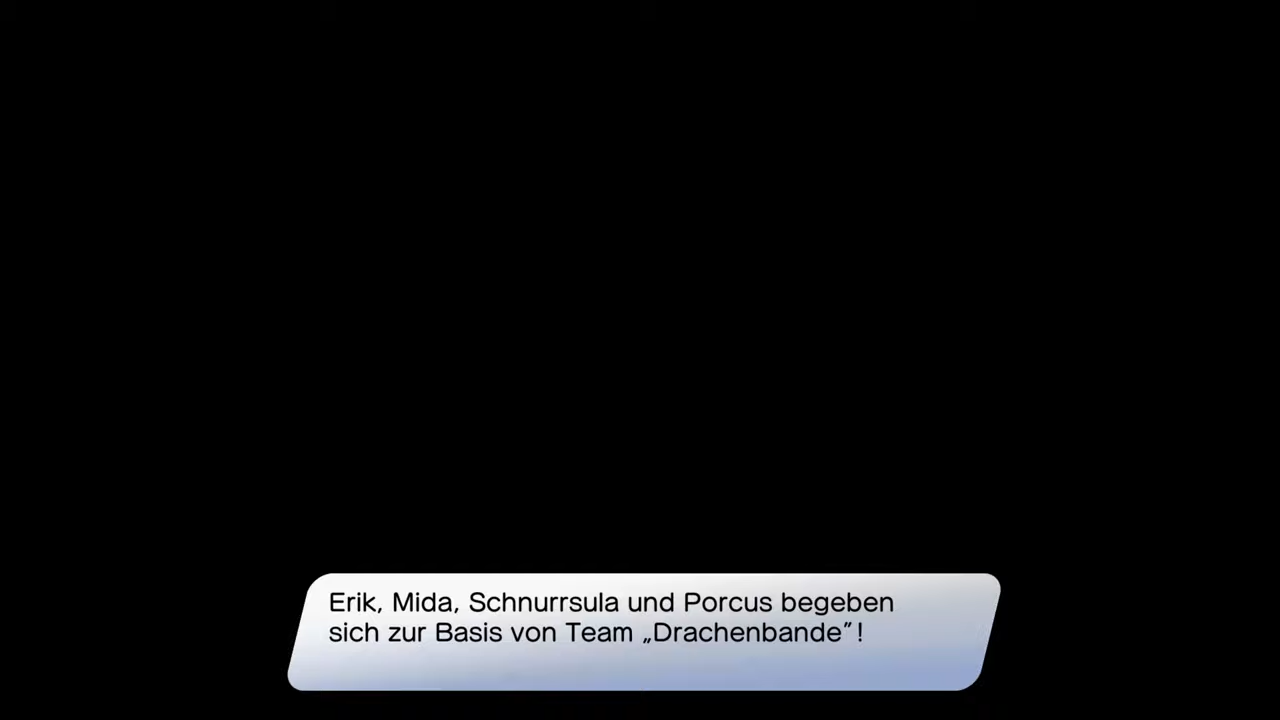 Erik, Mida, Schnurrsula und Porcus begeben
sich zur Basis von Team „Drachenbande“!